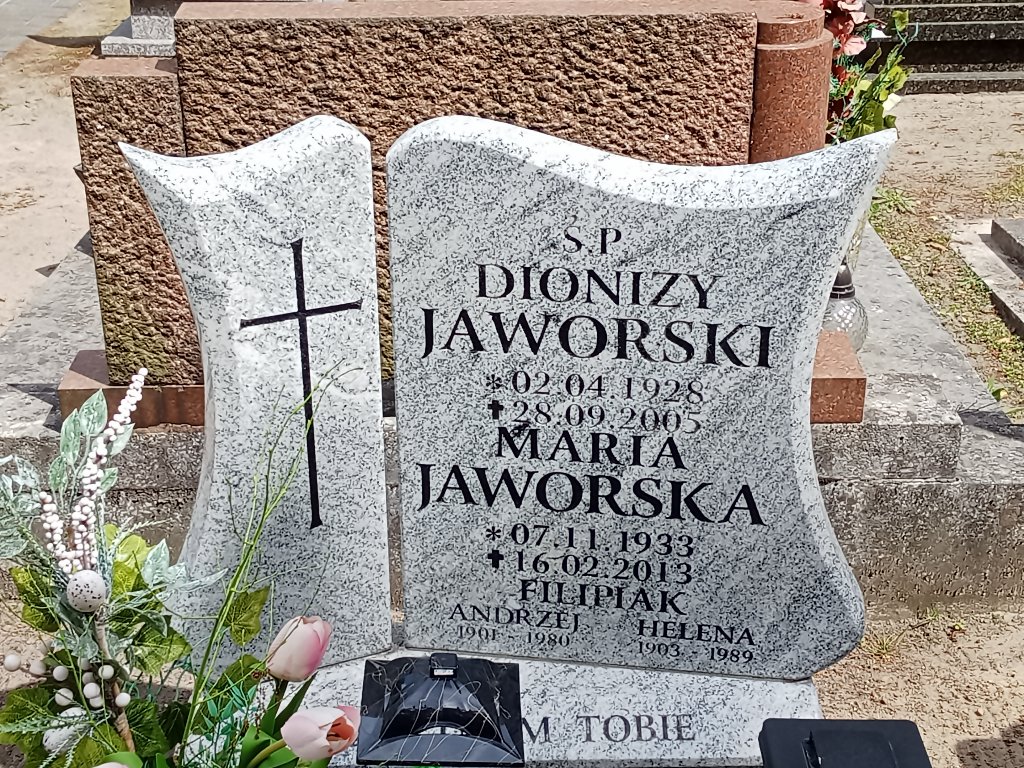 Ś.P
DIONIZY
JAWORSKI
* 02.04.1928
✝ 28.09.2005
MARIA
JAWORSKA
* 07.11.1933
✝ 16.02.2013
FILIPIAK
ANDRZEJ HELENA
1901 - 1980 1903 - 1989
TOBIE